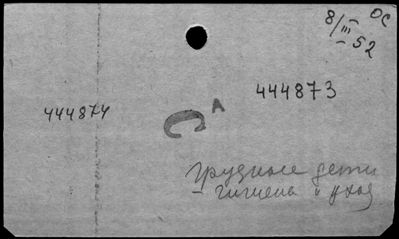 8/III-52 ОС
444873
444874
С А
Грудные дети
- гигиена и уход